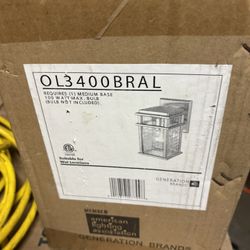 OL3400BRAL
REQUIRES (1) MEDIUM BASE
100 WATT MAX. BULB
(BULB NOT INCLUDED)
Suitable for
Wet Locations
GENERATION
BRANDS
american
lighting
association
GENERATION BRANDS